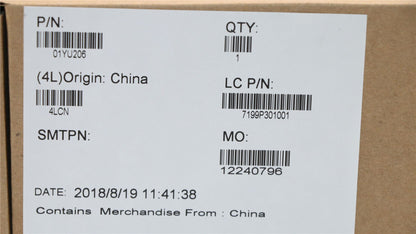 P/N:
01YU206
QTY:
1
(4L)Origin: China
4LCN
LC P/N:
7199P301001
SMTPN:
MO:
12240796
DATE: 2018/8/19 11:41:38
Contains Merchandise From : China